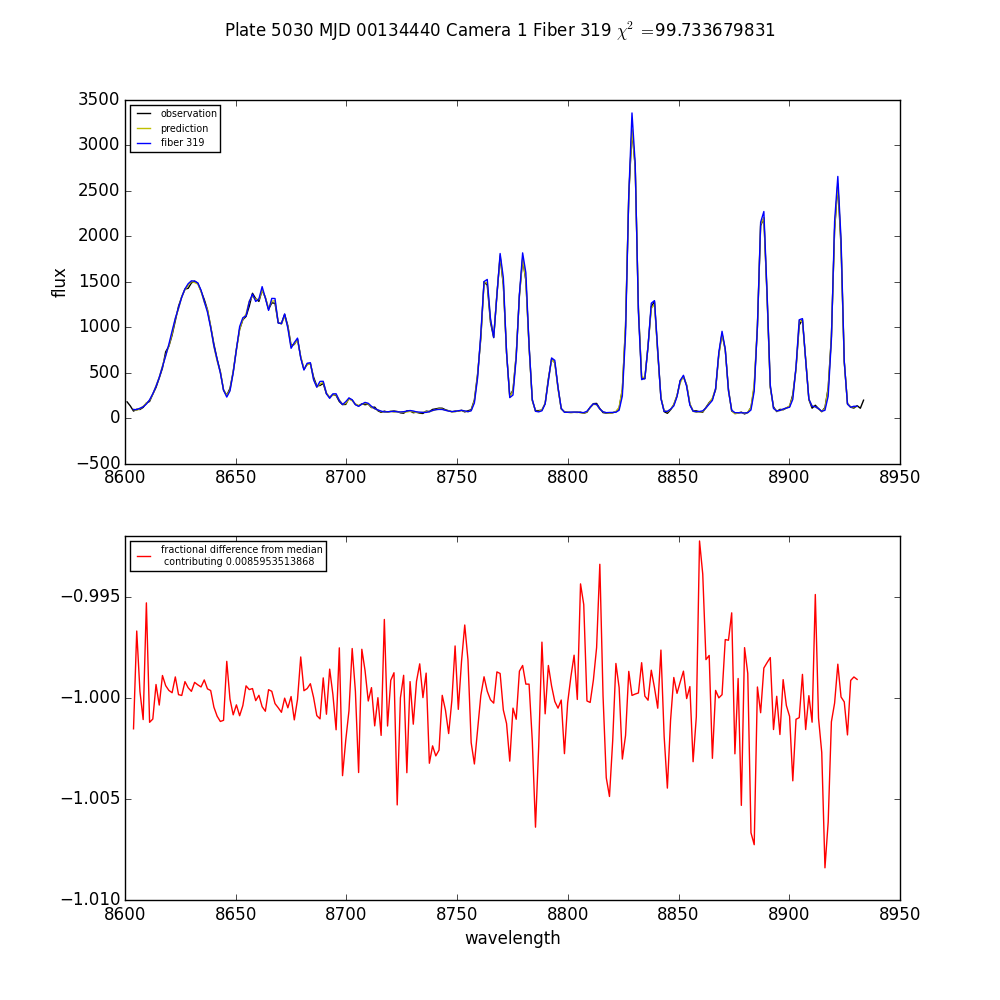 Plate 5030 MJD 00134440 Camera 1 Fiber 319 χ² =99.733679831
3500
3000
2500
2000
1500
1000
500
0
−500
flux
observation
prediction
fiber 319
8600 8650 8700 8750 8800 8850 8900 8950
fractional difference from median
contributing 0.0085953513868
−0.995
−1.000
−1.005
−1.010
8600 8650 8700 8750 8800 8850 8900 8950
wavelength